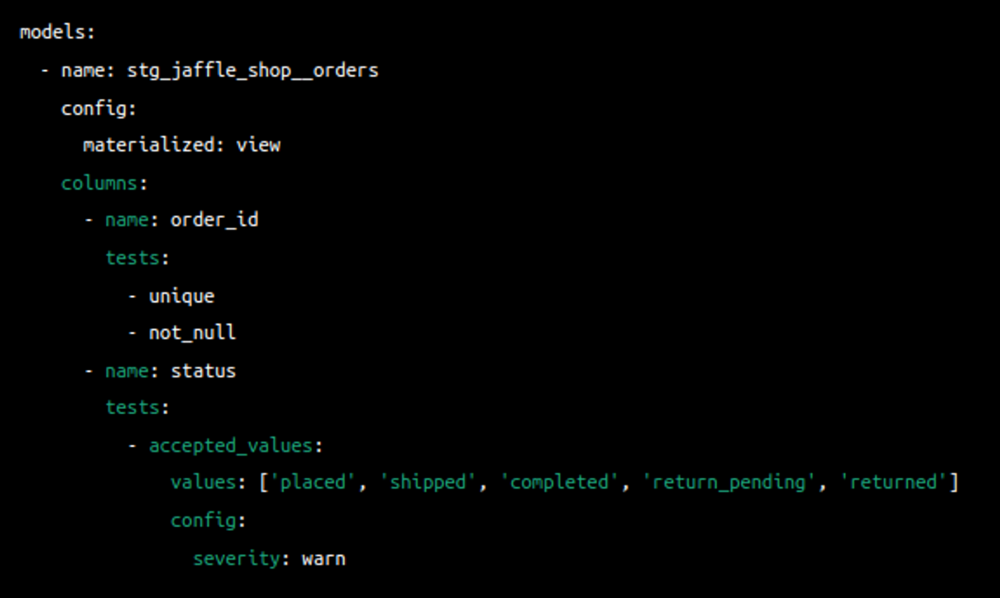 models:
  - name: stg_jaffle_shop__orders
    config:
      materialized: view
    columns:
      - name: order_id
        tests:
          - unique
          - not_null
      - name: status
        tests:
          - accepted_values:
              values: ['placed', 'shipped', 'completed', 'return_pending', 'returned']
              config:
                severity: warn